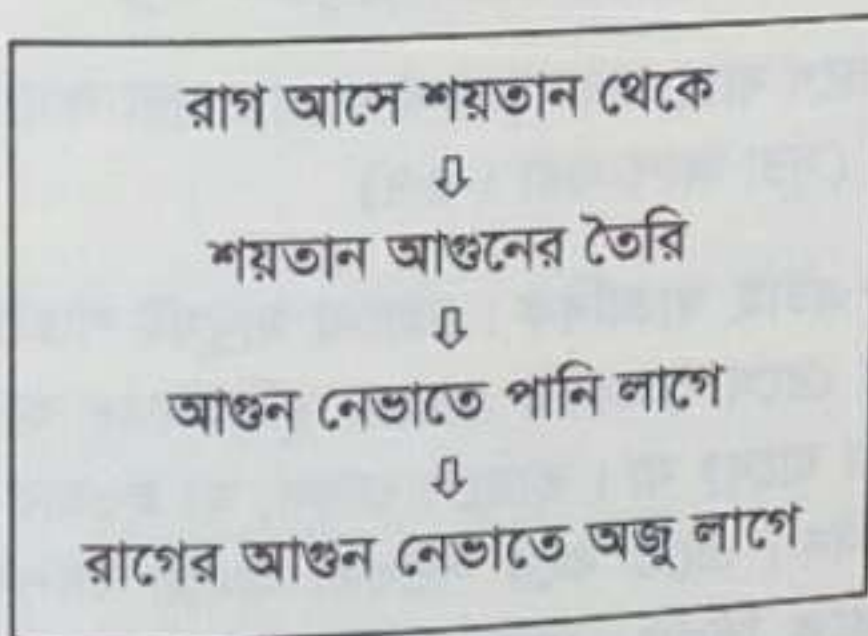 রাগ আসে শয়তান থেকে
⇩
শয়তান আগুনের তৈরি
⇩
আগুন নেভাতে পানি লাগে
⇩
রাগের আগুন নেভাতে অজু লাগে